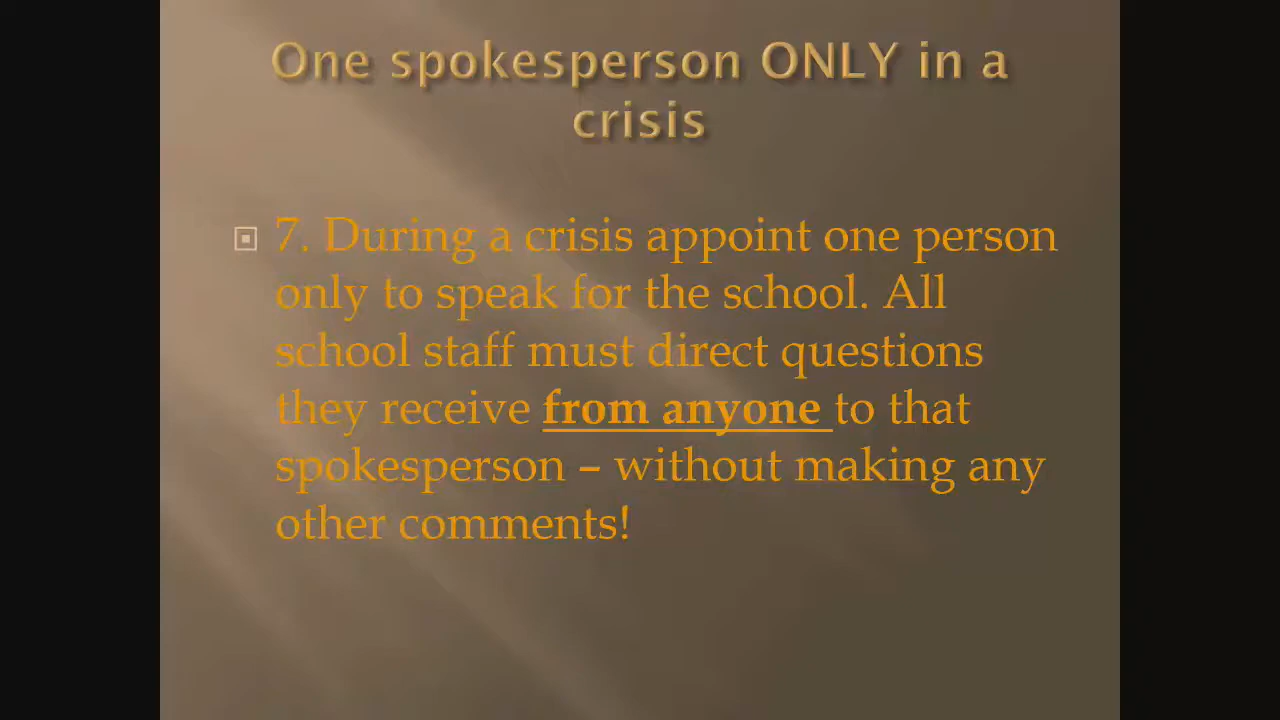 One spokesperson ONLY in a
crisis
7. During a crisis appoint one person
only to speak for the school. All
school staff must direct questions
they receive from anyone to that
spokesperson – without making any
other comments!